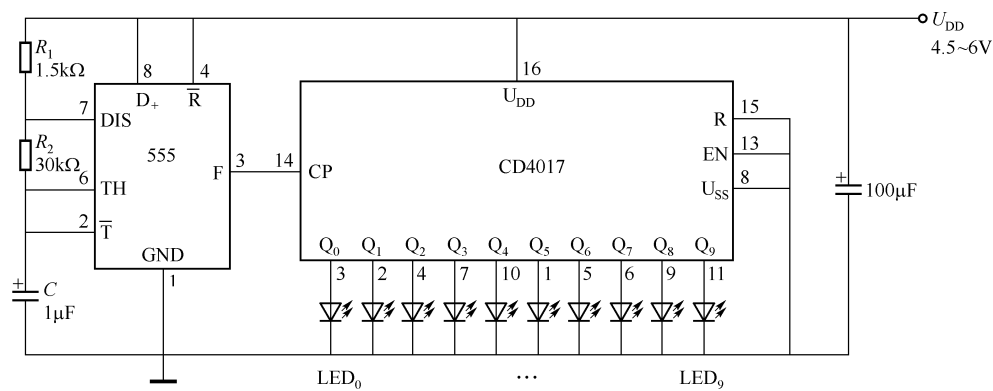 U_DD
4.5~6V
R₁
1.5kΩ
8
4
16
D₊
R̅
U_DD
7
DIS
R
15
R₂
30kΩ
555
EN
13
F
3
14
CP
CD4017
6
TH
U_SS
8
100μF
2
T̅
GND
Q₀ Q₁ Q₂ Q₃ Q₄ Q₅ Q₆ Q₇ Q₈ Q₉
1
3 2 4 7 10 1 5 6 9 11
+
C
1μF
+
LED₀ … LED₉